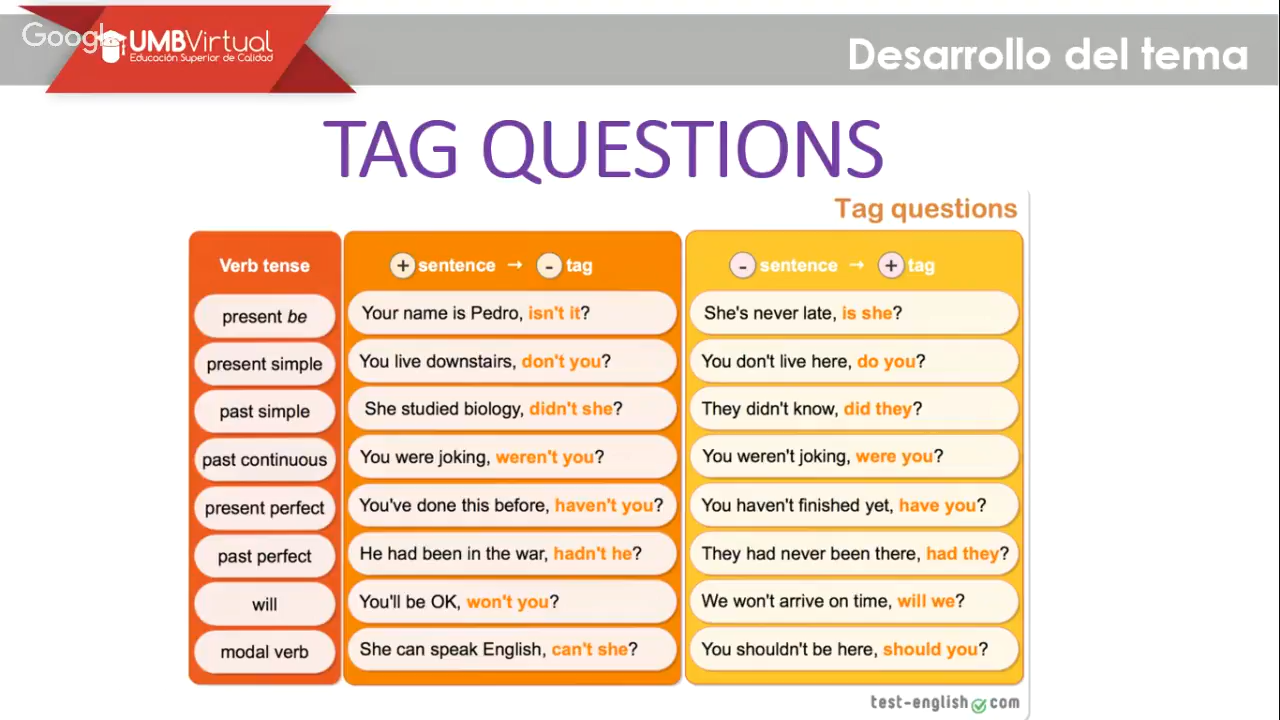 Google
UMBVirtual
Educación Superior de Calidad
Desarrollo del tema
TAG QUESTIONS
Tag questions
Verb tense + sentence → - tag - sentence → + tag
present be Your name is Pedro, isn't it? She's never late, is she?
present simple You live downstairs, don't you? You don't live here, do you?
past simple She studied biology, didn't she? They didn't know, did they?
past continuous You were joking, weren't you? You weren't joking, were you?
present perfect You've done this before, haven't you? You haven't finished yet, have you?
past perfect He had been in the war, hadn't he? They had never been there, had they?
will You'll be OK, won't you? We won't arrive on time, will we?
modal verb She can speak English, can't she? You shouldn't be here, should you?
test-english com